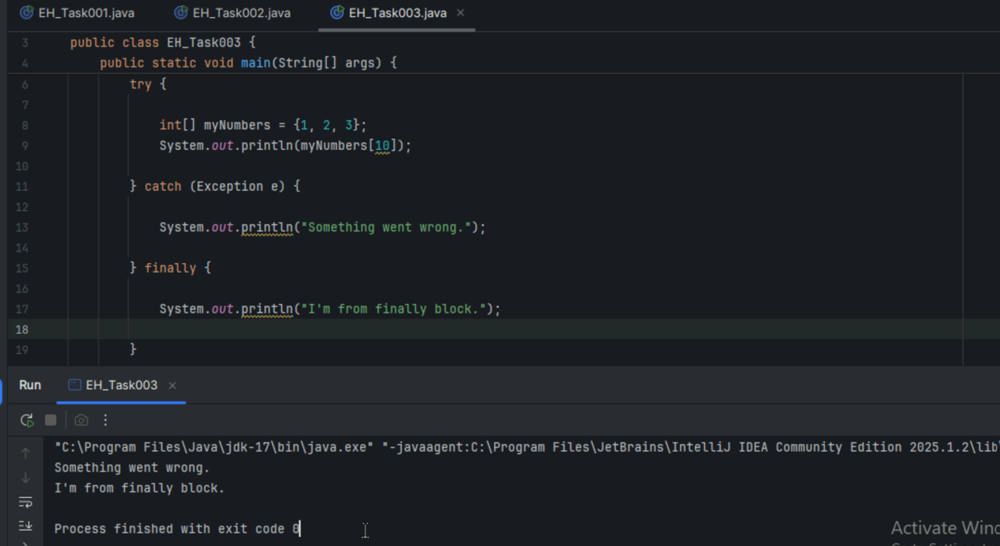 EH_Task001.java EH_Task002.java EH_Task003.java
3 public class EH_Task003 {
4 public static void main(String[] args) {
6 try {
7
8 int[] myNumbers = {1, 2, 3};
9 System.out.println(myNumbers[10]);
10
11 } catch (Exception e) {
12
13 System.out.println("Something went wrong.");
14
15 } finally {
16
17 System.out.println("I'm from finally block.");
18
19 }
Run EH_Task003
"C:\Program Files\Java\jdk-17\bin\java.exe" "-javaagent:C:\Program Files\JetBrains\IntelliJ IDEA Community Edition 2025.1.2\lib\
Something went wrong.
I'm from finally block.
Process finished with exit code 0
Activate Wind